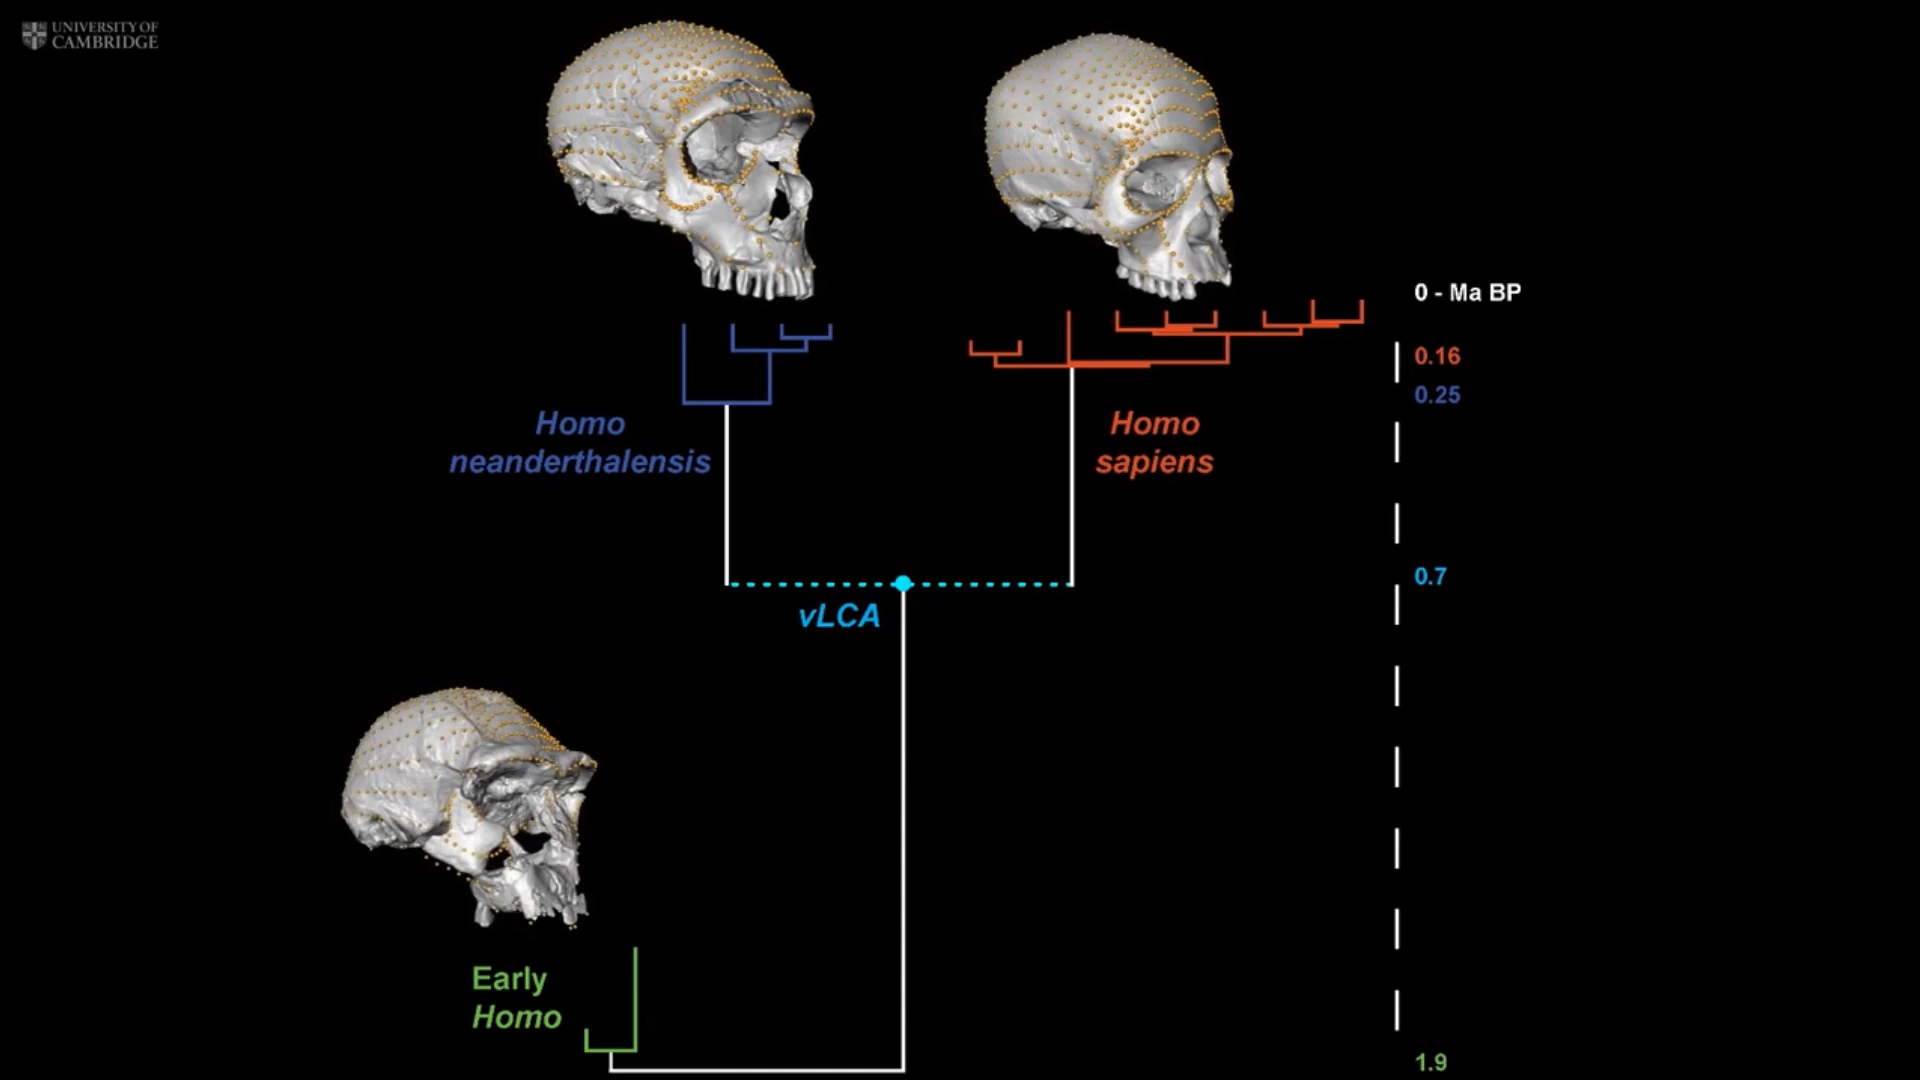 UNIVERSITY OF
CAMBRIDGE
0 - Ma BP
0.16
0.25
Homo
neanderthalensis
Homo
sapiens
0.7
vLCA
Early
Homo
1.9